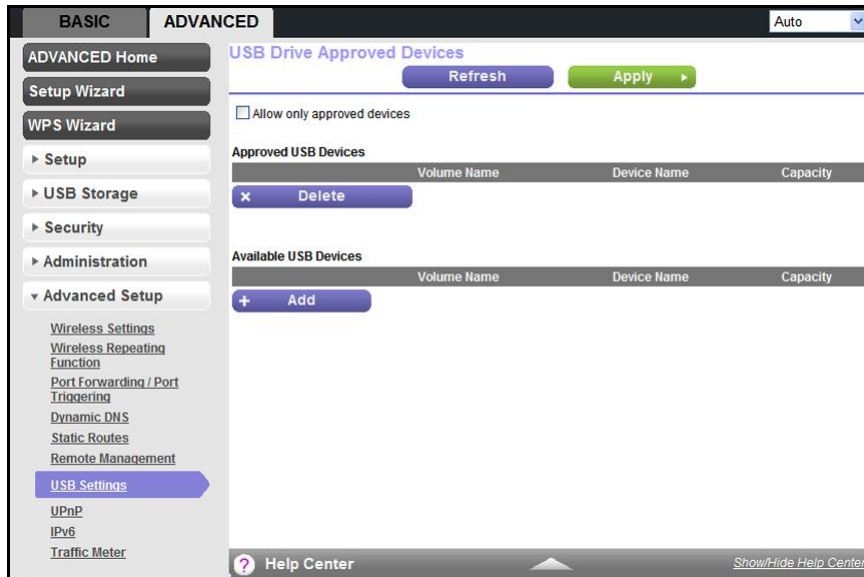 BASIC
ADVANCED
Auto
ADVANCED Home
Setup Wizard
WPS Wizard
Setup
USB Storage
Security
Administration
Advanced Setup
Wireless Settings
Wireless Repeating
Function
Port Forwarding / Port
Triggering
Dynamic DNS
Static Routes
Remote Management
USB Settings
UPnP
IPv6
Traffic Meter
USB Drive Approved Devices
Refresh
Apply
Allow only approved devices
Approved USB Devices
Volume Name Device Name Capacity
Delete
Available USB Devices
Volume Name Device Name Capacity
Add
? Help Center
Show/Hide Help Center